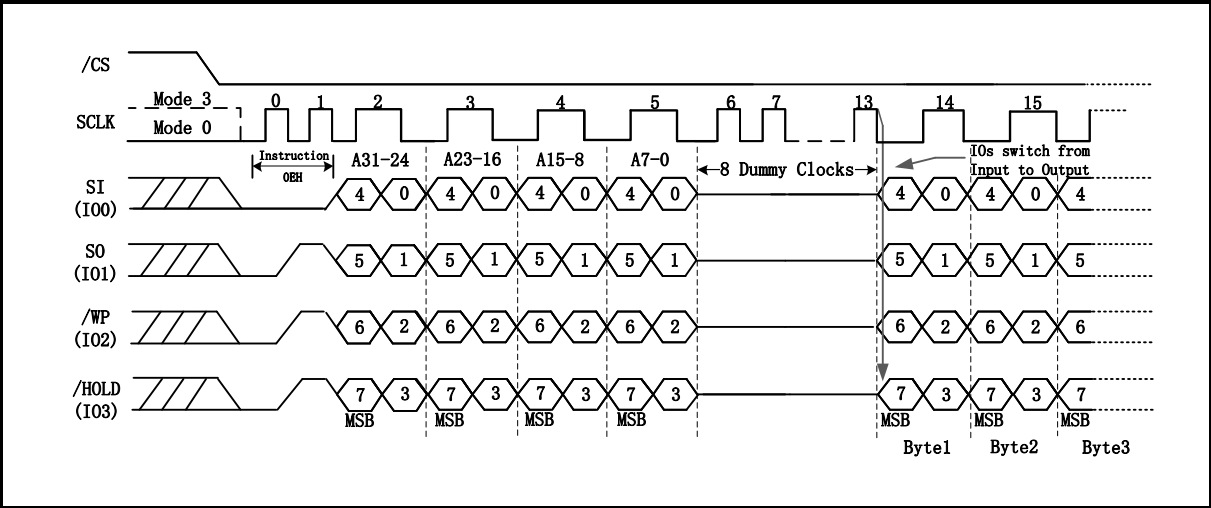 /CS
Mode 3 0 1 2 3 4 5 6 7 13 14 15
SCLK
Mode 0
Instruction A31-24 A23-16 A15-8 A7-0 8 Dummy Clocks IOs switch from
0EH Input to Output
SI
(IO0) 4 0 4 0 4 0 4 0 4 0 4 0 4
SO
(IO1) 5 1 5 1 5 1 5 1 5 1 5 1 5
/WP
(IO2) 6 2 6 2 6 2 6 2 6 2 6 2 6
/HOLD
(IO3) 7 3 7 3 7 3 7 3 7 3 7 3 7
MSB MSB MSB MSB MSB MSB MSB
Byte1 Byte2 Byte3